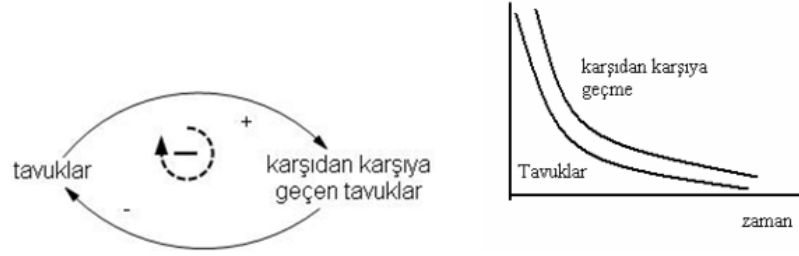 tavuklar
+
karşıdan karşıya
geçen tavuklar
-
karşıdan karşıya
geçme
Tavuklar
zaman